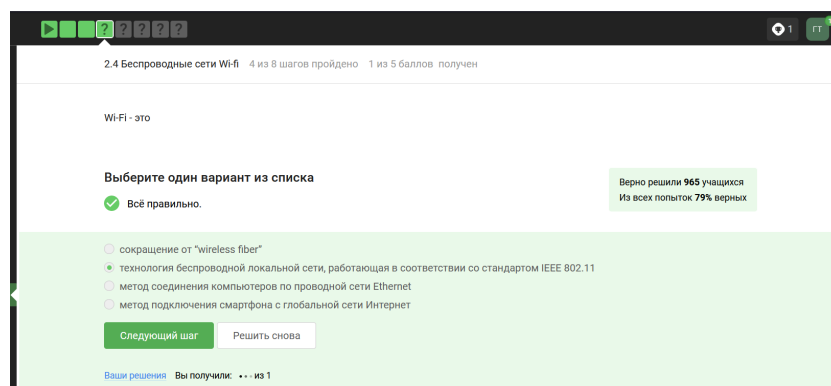 ? ? ? ? ?
1
ГТ
2.4 Беспроводные сети Wi-fi 4 из 8 шагов пройдено 1 из 5 баллов получен
Wi-Fi - это
Выберите один вариант из списка
Верно решили 965 учащихся
Из всех попыток 79% верных
Всё правильно.
сокращение от “wireless fiber”
технология беспроводной локальной сети, работающая в соответствии со стандартом IEEE 802.11
метод соединения компьютеров по проводной сети Ethernet
метод подключения смартфона с глобальной сети Интернет
Следующий шаг Решить снова
Ваши решения Вы получили: • • • из 1